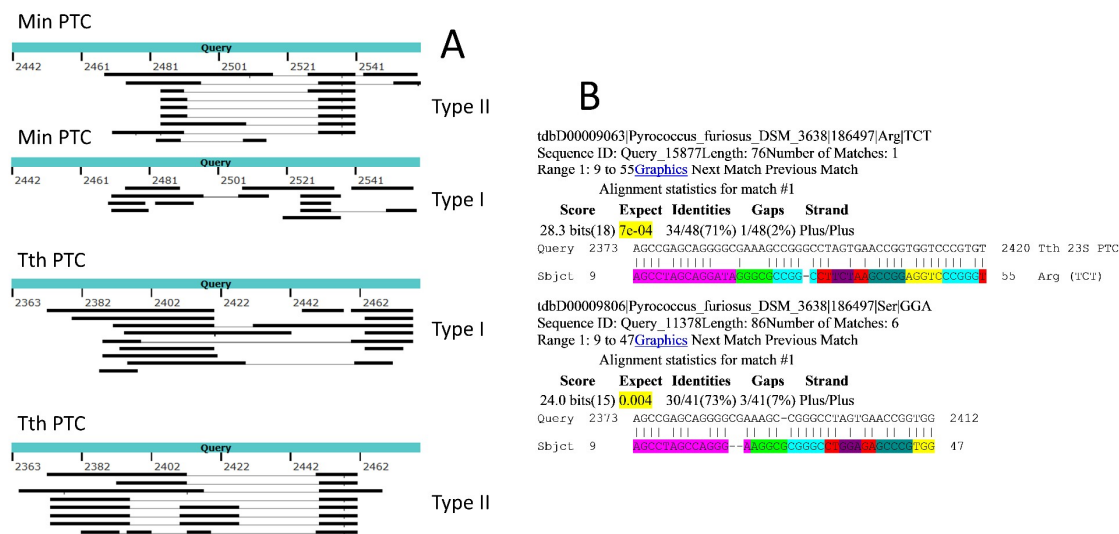 Min PTC
A
Query
2442 2461 2481 2501 2521 2541
Type II
Min PTC
Query
2442 2461 2481 2501 2521 2541
Type I
Tth PTC
Query
2363 2382 2402 2422 2442 2462
Type I
Tth PTC
Query
2363 2382 2402 2422 2442 2462
Type II
B
tdbD00009063|Pyrococcus_furiosus_DSM_3638|186497|Arg|TCT
Sequence ID: Query_15877Length: 76Number of Matches: 1
Range 1: 9 to 55Graphics Next Match Previous Match
Alignment statistics for match #1
Score Expect Identities Gaps Strand
28.3 bits(18) 7e-04 34/48(71%) 1/48(2%) Plus/Plus
Query 2373 AGCCGAGCAGGGGCGAAAGCCGGGCCTAGTGAACCGGTGGTCCCGTGT 2420 Tth 23S PTC
Sbjct 9 AGCCTAGCAGGATAGGGCGCCGG-CGTTCTAAGCCGGAGGTCCCGGGT 55 Arg (TCT)
tdbD00009806|Pyrococcus_furiosus_DSM_3638|186497|Ser|GGA
Sequence ID: Query_11378Length: 86Number of Matches: 6
Range 1: 9 to 47Graphics Next Match Previous Match
Alignment statistics for match #1
Score Expect Identities Gaps Strand
24.0 bits(15) 0.004 30/41(73%) 3/41(7%) Plus/Plus
Query 2373 AGCCGAGCAGGGGCGAAAGC-CGGGCCTAGTGAACCGGTGG 2412
Sbjct 9 AGCCTAGCCAGGG--AAGGCGCGGGCCTGGAGAGCCCGTGG 47